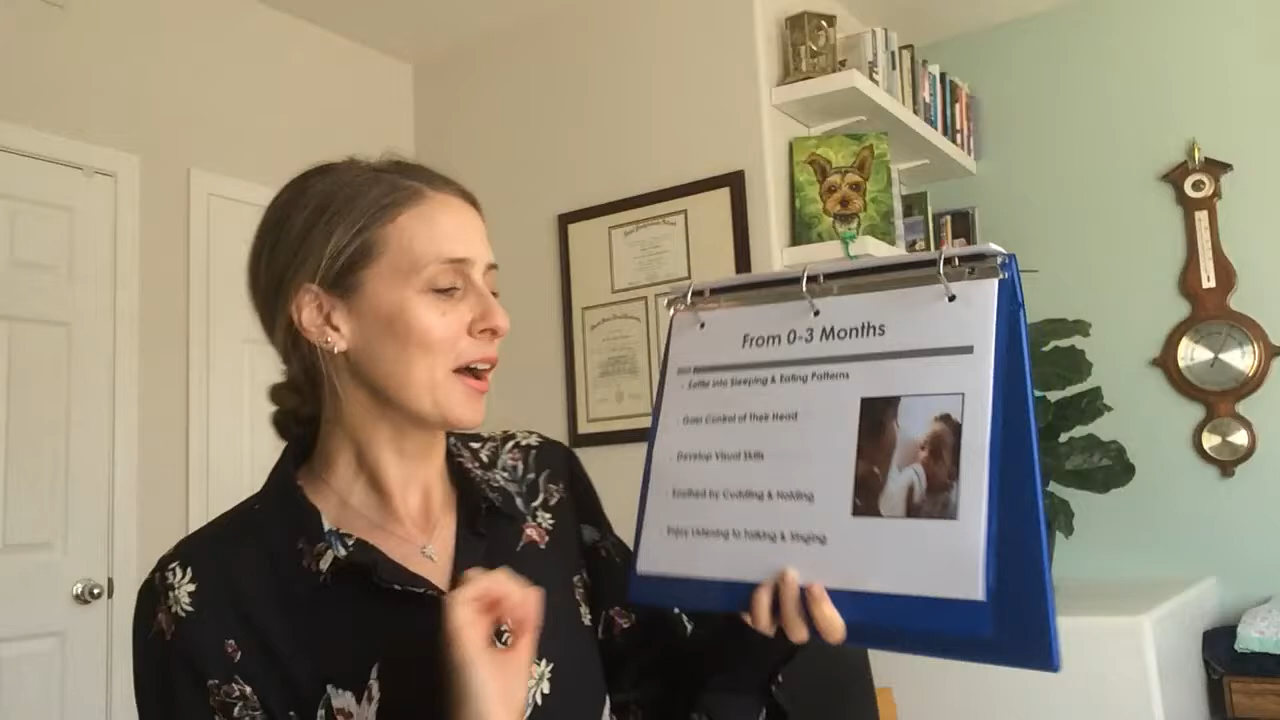 From 0-3 Months
Settle into Sleeping & Eating Patterns
Gain Control of Their Head
Develop Visual Skills
Soothed by Cuddling & Holding
Enjoy Listening to Talking & Singing